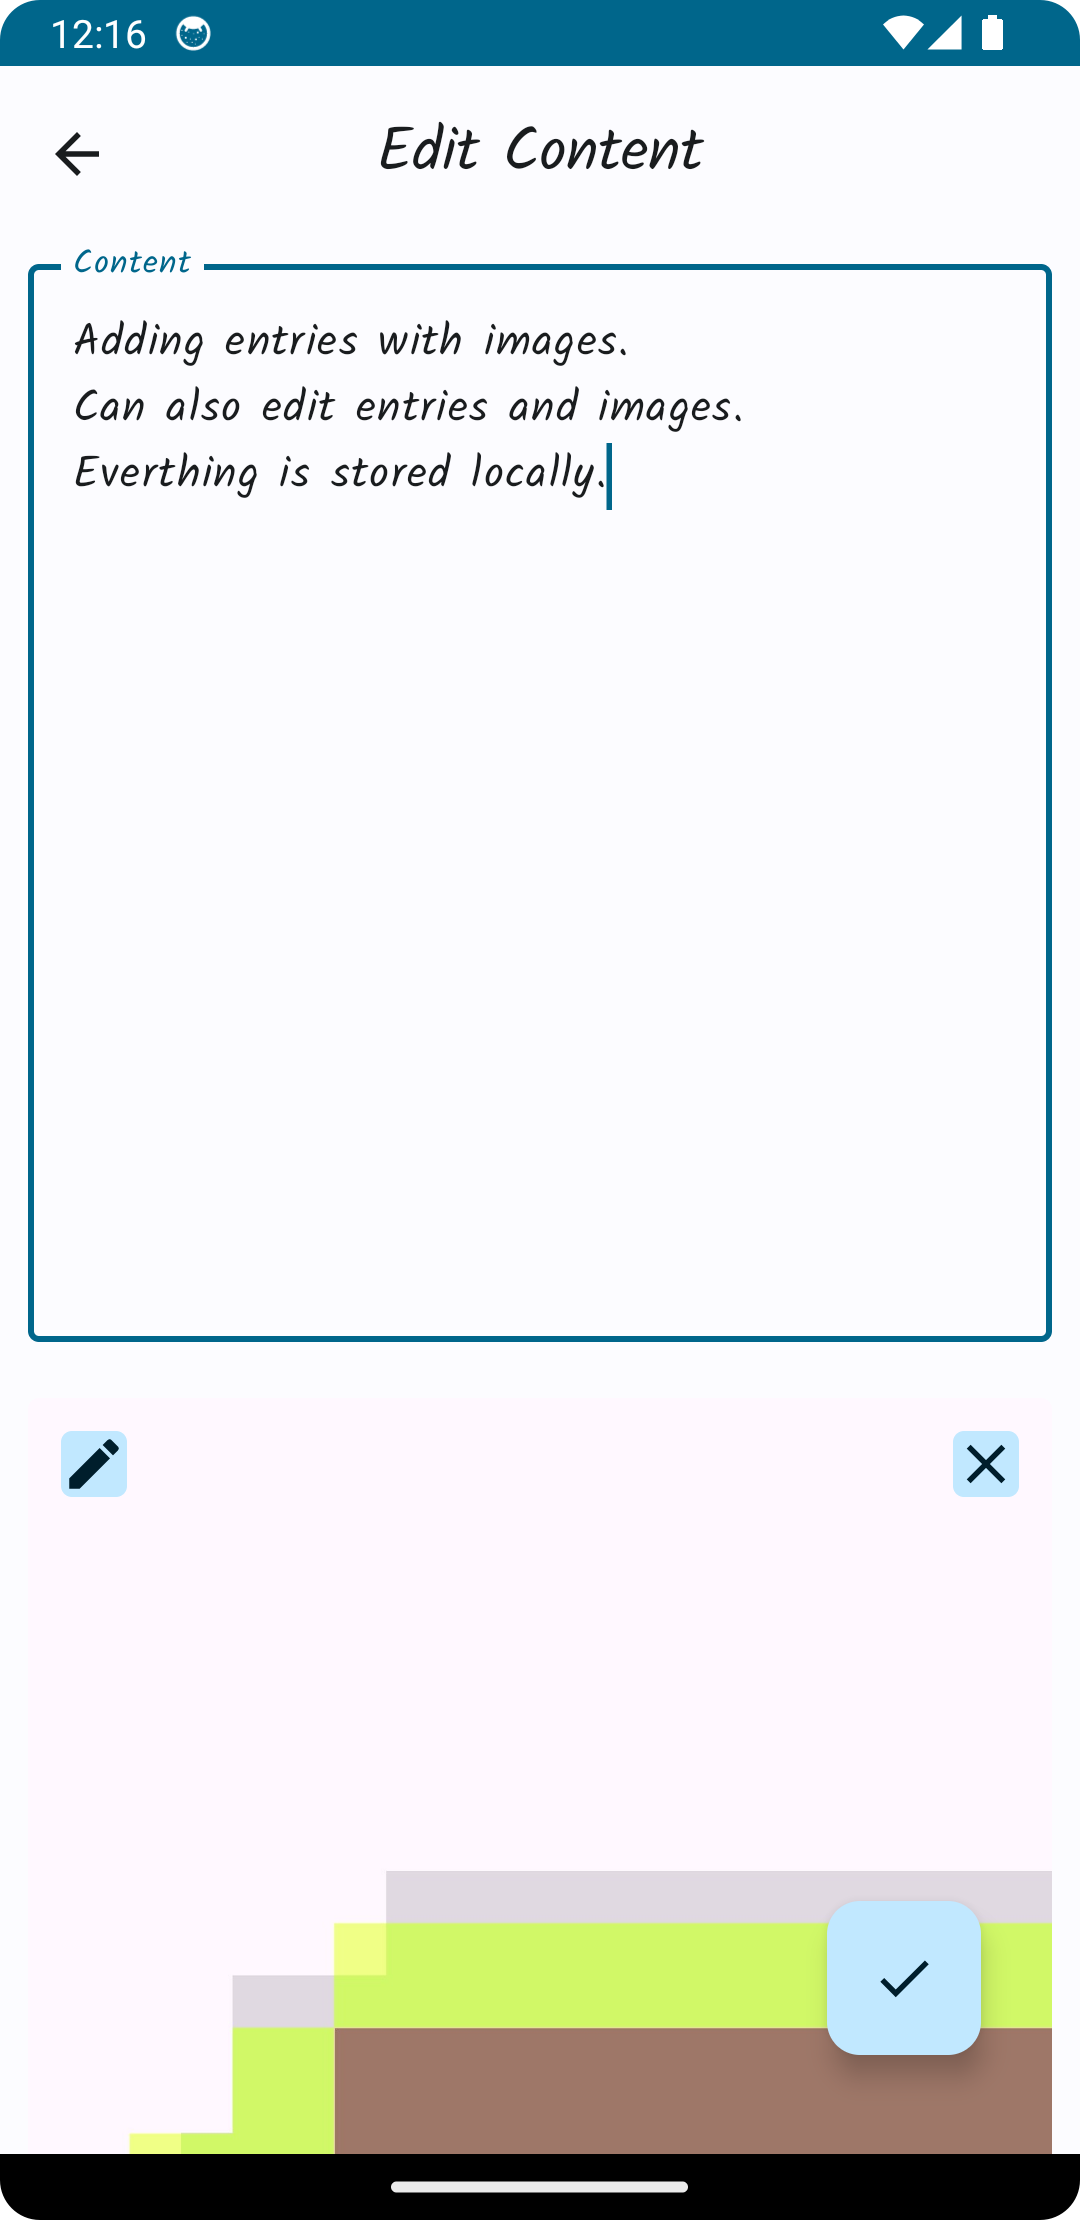 12:16
Edit Content
Content
Adding entries with images.
Can also edit entries and images.
Everthing is stored locally.